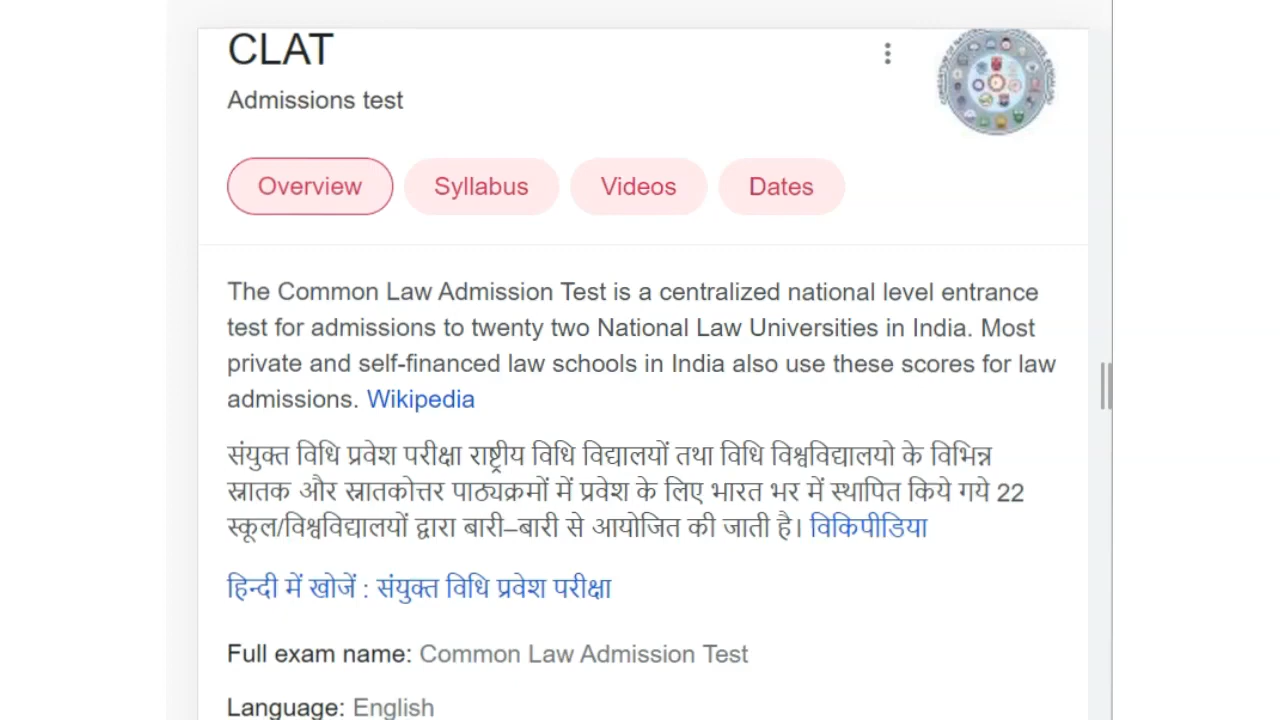 CLAT
Admissions test
Overview Syllabus Videos Dates
The Common Law Admission Test is a centralized national level entrance
test for admissions to twenty two National Law Universities in India. Most
private and self-financed law schools in India also use these scores for law
admissions. Wikipedia
संयुक्त विधि प्रवेश परीक्षा राष्ट्रीय विधि विद्यालयों तथा विधि विश्वविद्यालयो के विभिन्न
स्नातक और स्नातकोत्तर पाठ्यक्रमों में प्रवेश के लिए भारत भर में स्थापित किये गये 22
स्कूल/विश्वविद्यालयों द्वारा बारी–बारी से आयोजित की जाती है। विकिपीडिया
हिन्दी में खोजें : संयुक्त विधि प्रवेश परीक्षा
Full exam name: Common Law Admission Test
Language: English